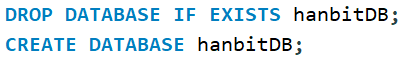 DROP DATABASE IF EXISTS hanbitDB;
CREATE DATABASE hanbitDB;